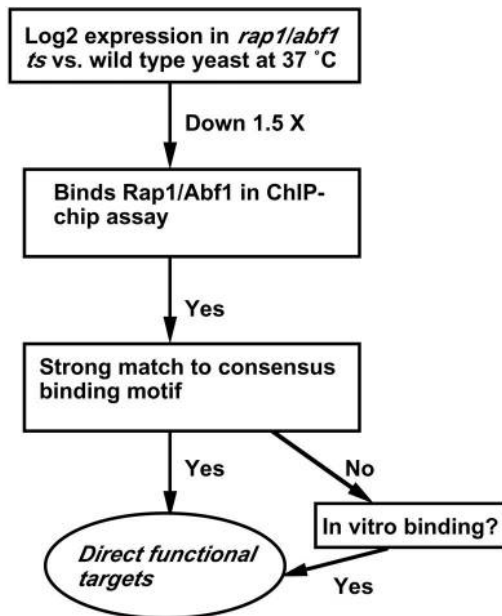 Log2 expression in rap1/abf1
ts vs. wild type yeast at 37 ˚C
Down 1.5 X
Binds Rap1/Abf1 in ChIP-
chip assay
Yes
Strong match to consensus
binding motif
Yes
No
In vitro binding?
Direct functional
targets
Yes